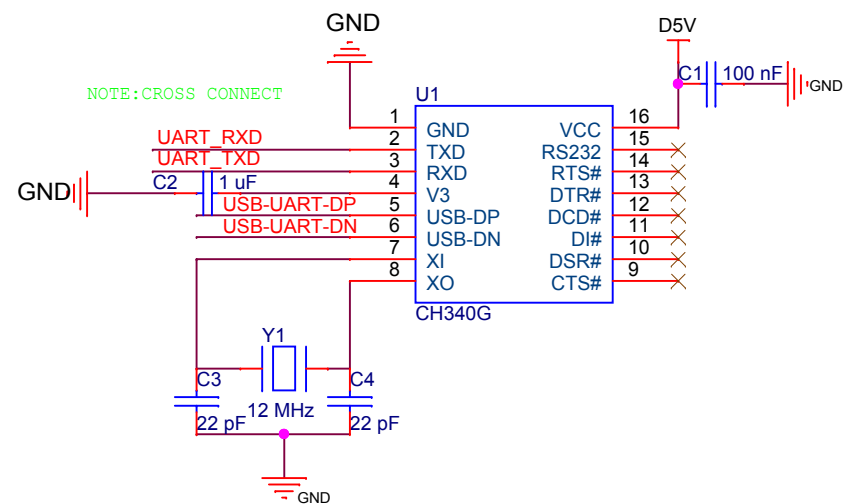 GND
D5V
C1 100 nF
GND
NOTE:CROSS CONNECT
U1
1 GND VCC 16
UART_RXD 2 TXD RS232 15
UART_TXD 3 RXD RTS# 14
GND C2 1 uF 4 V3 DTR# 13
USB-UART-DP 5 USB-DP DCD# 12
USB-UART-DN 6 USB-DN DI# 11
7 XI DSR# 10
8 XO CTS# 9
CH340G
Y1
C3 C4
12 MHz
22 pF 22 pF
GND